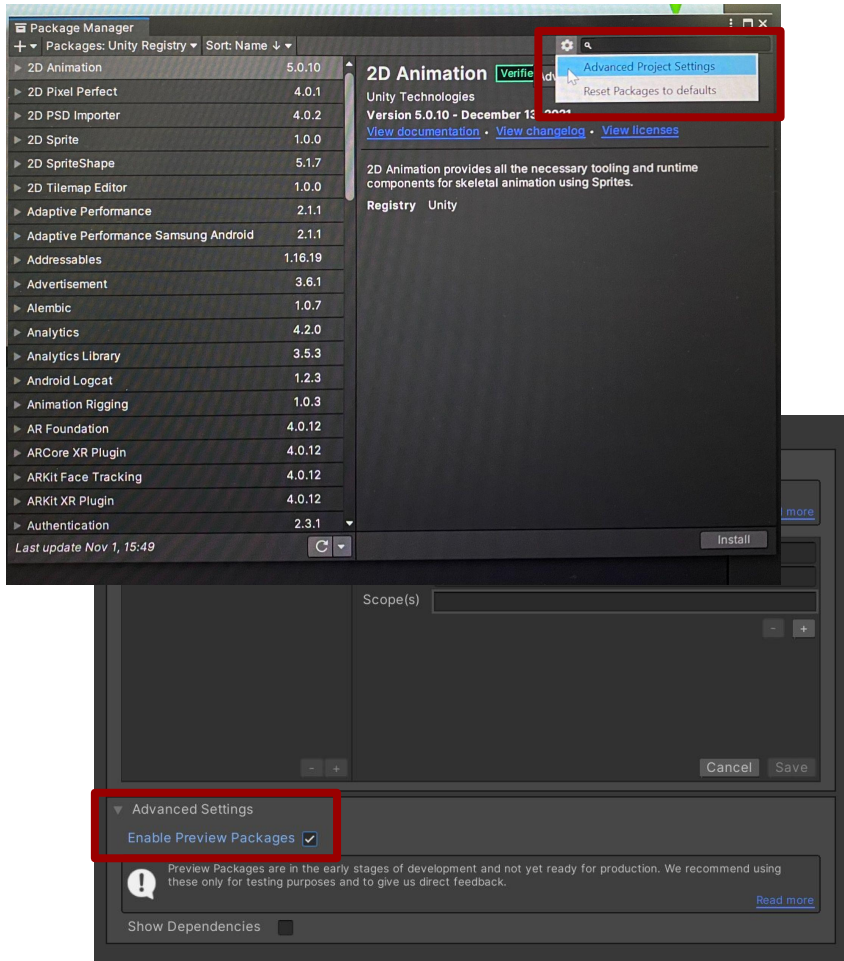 Package Manager
Packages: Unity Registry Sort: Name ↓
2D Animation 5.0.10
2D Pixel Perfect 4.0.1
2D PSD Importer 4.0.2
2D Sprite 1.0.0
2D SpriteShape 5.1.7
2D Tilemap Editor 1.0.0
Adaptive Performance 2.1.1
Adaptive Performance Samsung Android 2.1.1
Addressables 1.16.19
Advertisement 3.6.1
Alembic 1.0.7
Analytics 4.2.0
Analytics Library 3.5.3
Android Logcat 1.2.3
Animation Rigging 1.0.3
AR Foundation 4.0.12
ARCore XR Plugin 4.0.12
ARKit Face Tracking 4.0.12
ARKit XR Plugin 4.0.12
Authentication 2.3.1
Last update Nov 1, 15:49
Advanced Project Settings
Reset Packages to defaults
2D Animation Verifie
Unity Technologies
Version 5.0.10 - December 13, 2021
View documentation • View changelog • View licenses
2D Animation provides all the necessary tooling and runtime
components for skeletal animation using Sprites.
Registry Unity
Install
more
Scope(s)
- +
- +
Cancel Save
Advanced Settings
Enable Preview Packages
Preview Packages are in the early stages of development and not yet ready for production. We recommend using
these only for testing purposes and to give us direct feedback.
Read more
Show Dependencies